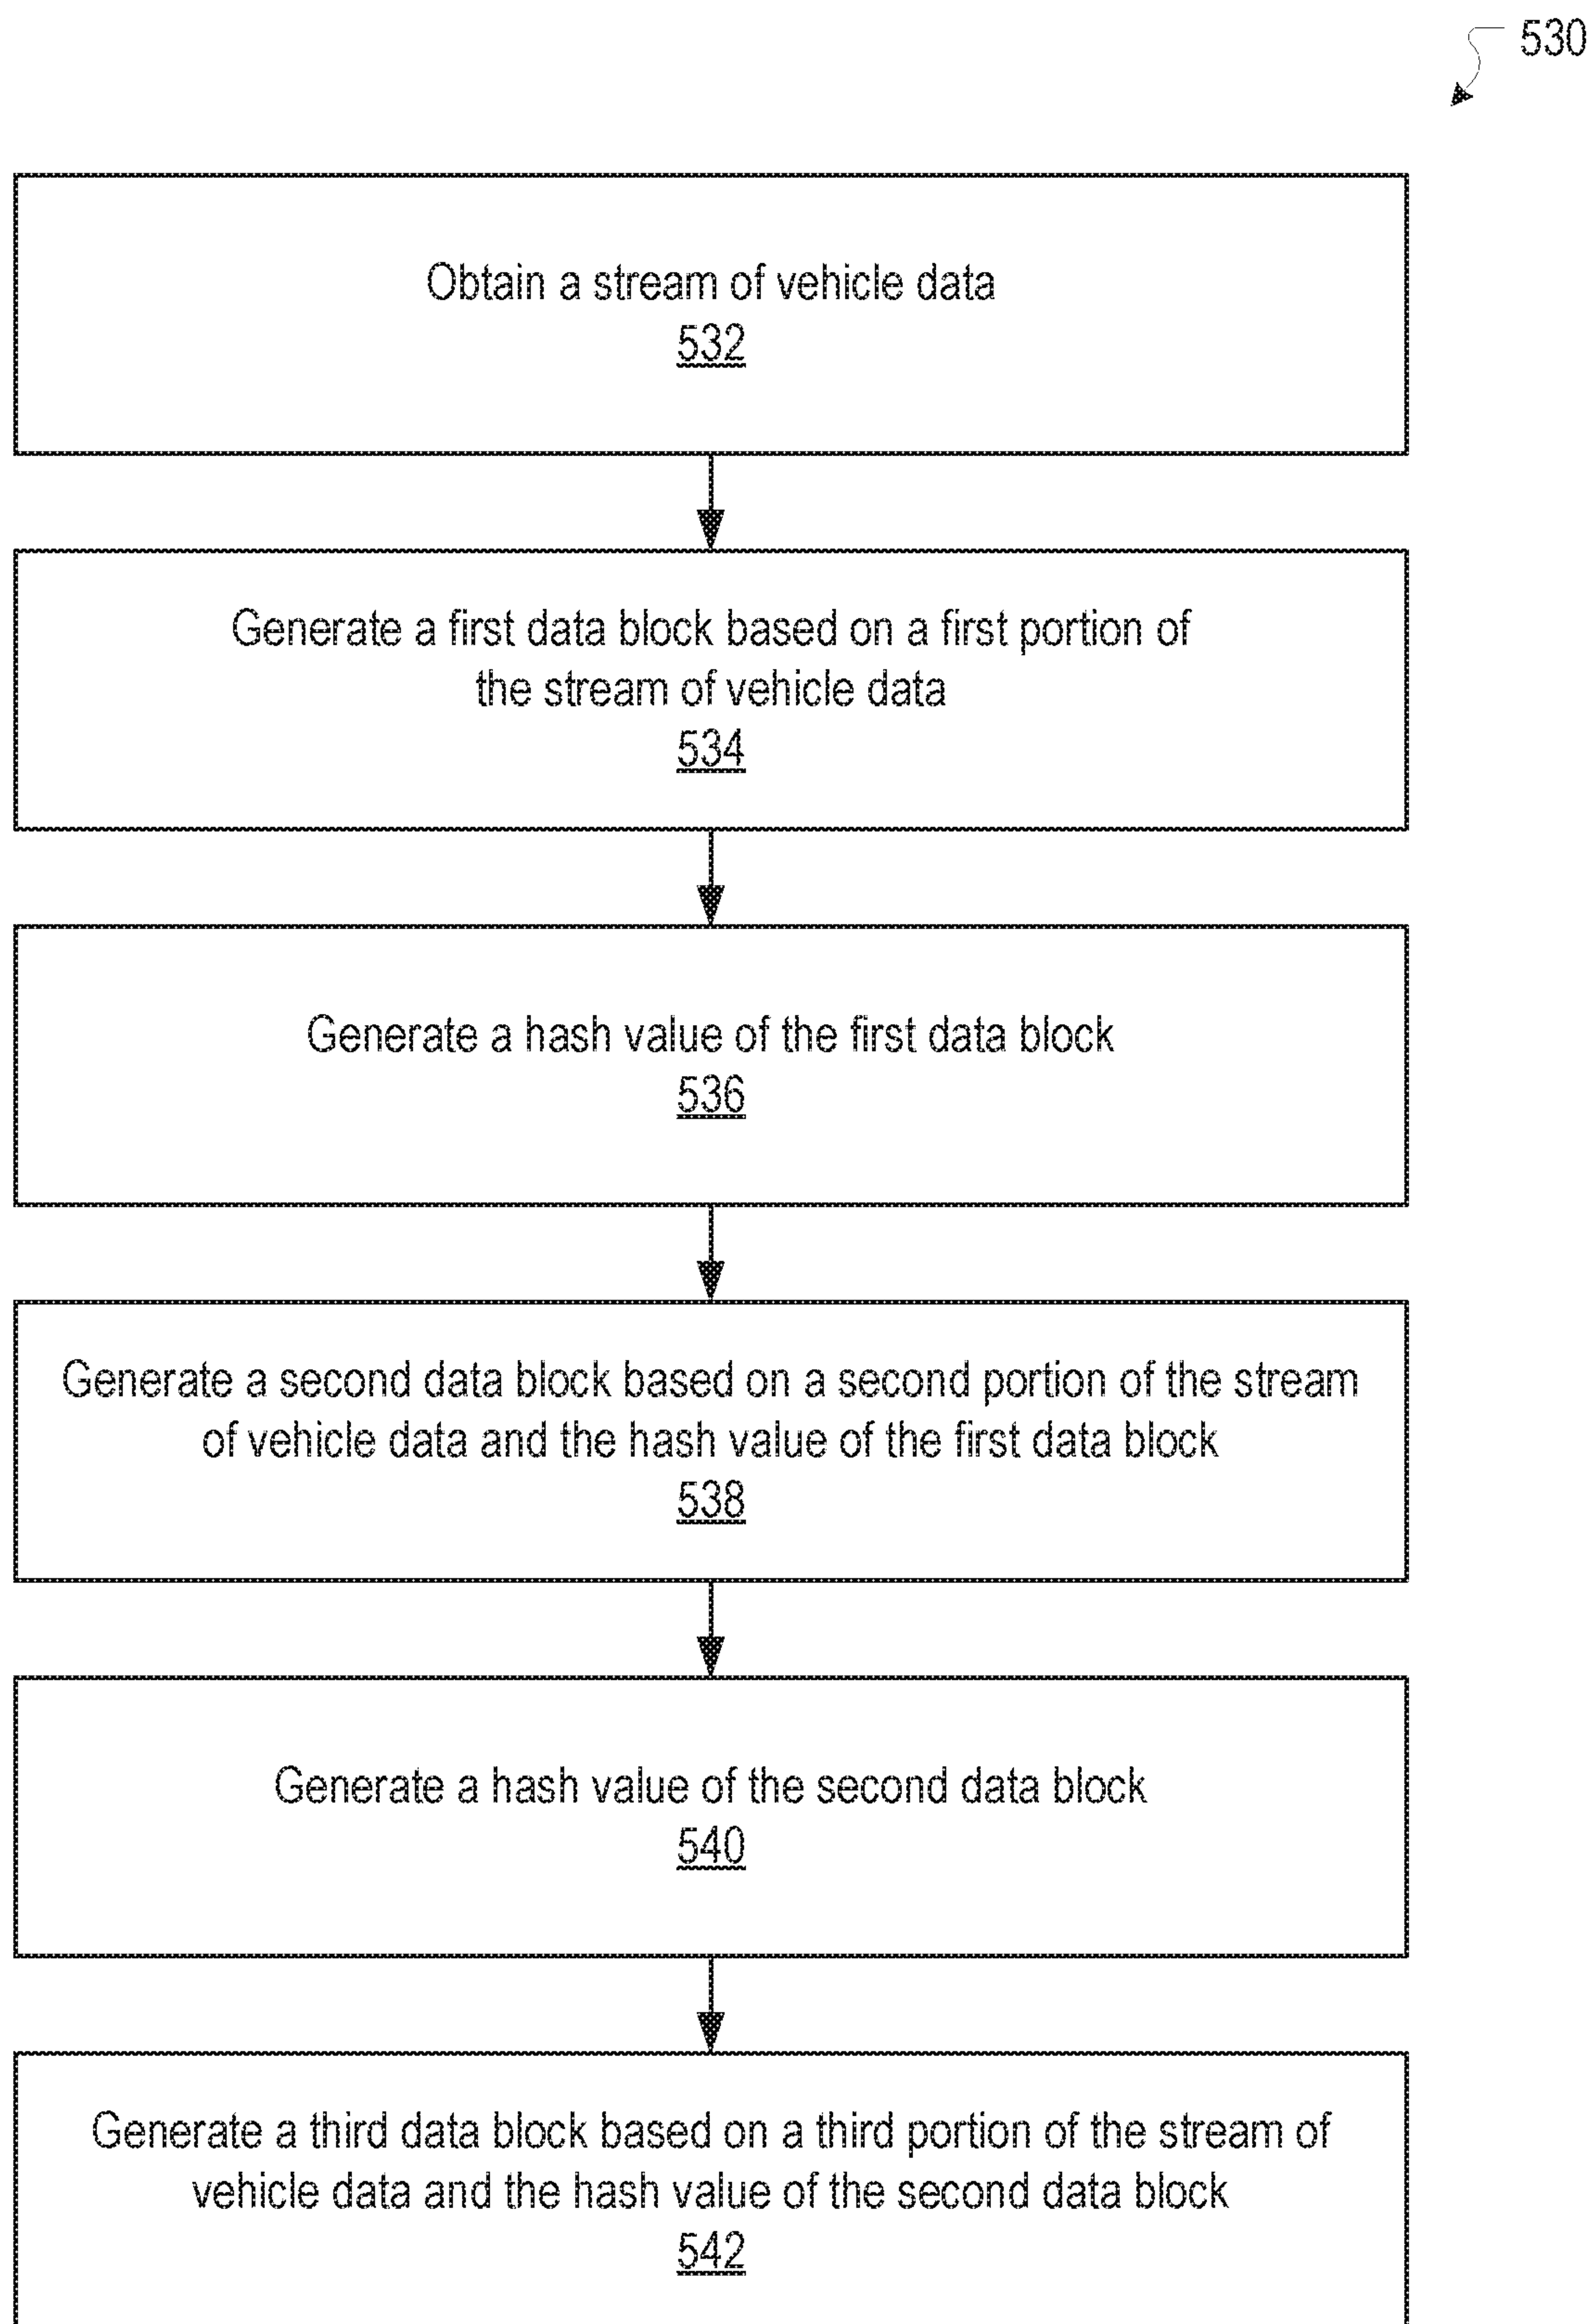 530
Obtain a stream of vehicle data
532
Generate a first data block based on a first portion of
the stream of vehicle data
534
Generate a hash value of the first data block
536
Generate a second data block based on a second portion of the stream
of vehicle data and the hash value of the first data block
538
Generate a hash value of the second data block
540
Generate a third data block based on a third portion of the stream of
vehicle data and the hash value of the second data block
542